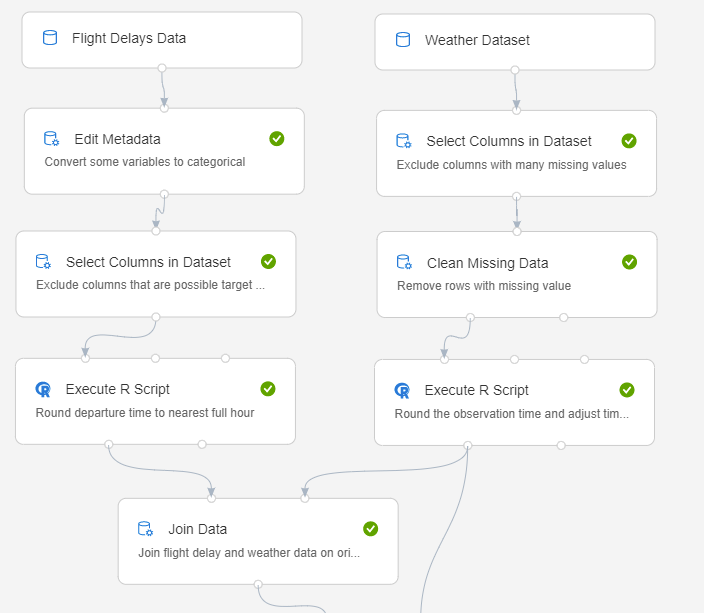 Flight Delays Data
Weather Dataset
Edit Metadata
Convert some variables to categorical
Select Columns in Dataset
Exclude columns with many missing values
Select Columns in Dataset
Exclude columns that are possible target ...
Clean Missing Data
Remove rows with missing value
Execute R Script
Round departure time to nearest full hour
Execute R Script
Round the observation time and adjust tim...
Join Data
Join flight delay and weather data on ori...